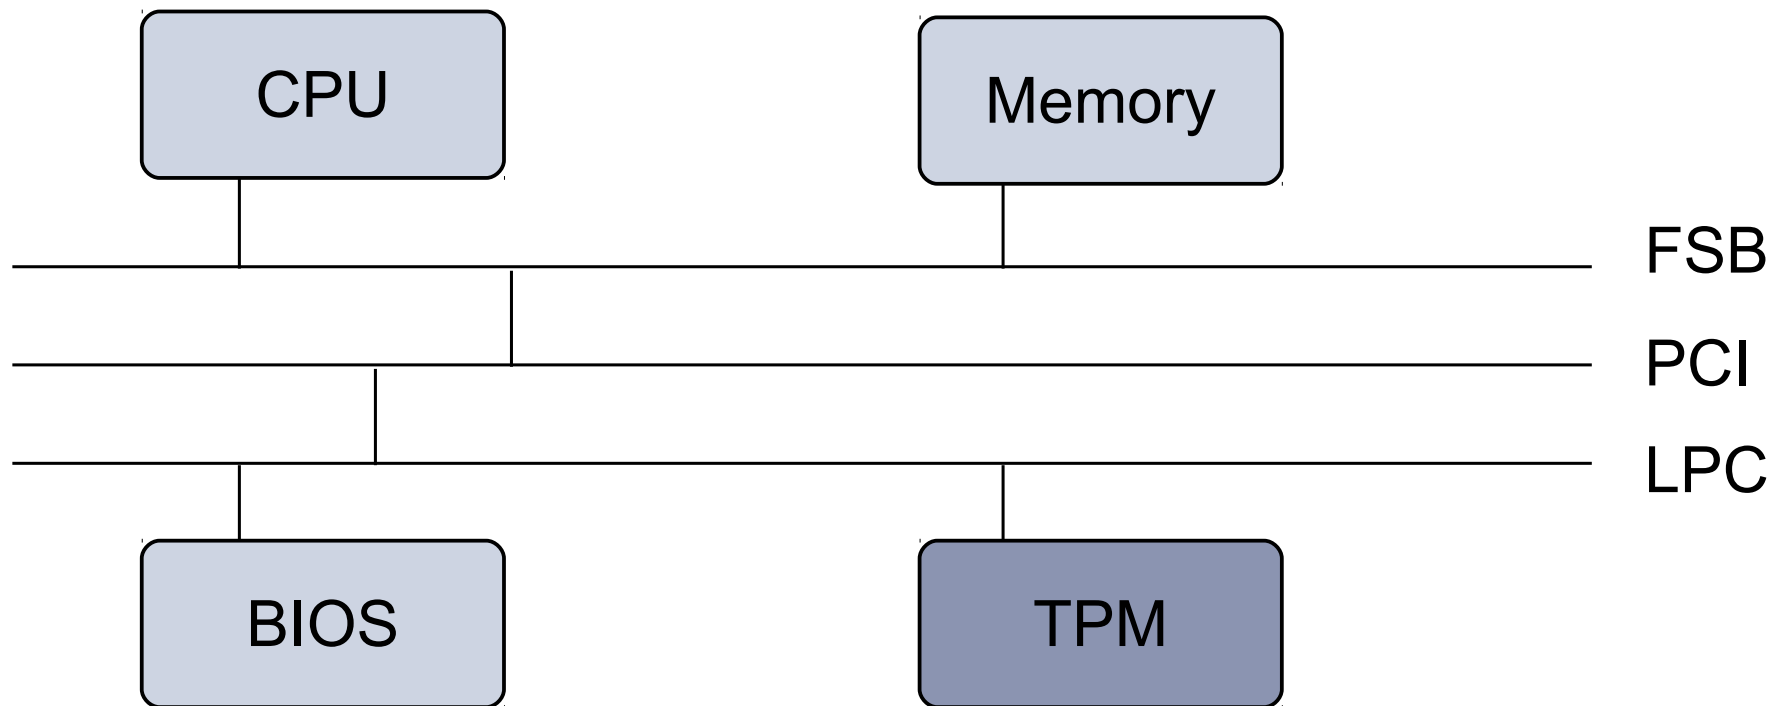 CPU
Memory
FSB
PCI
LPC
BIOS
TPM